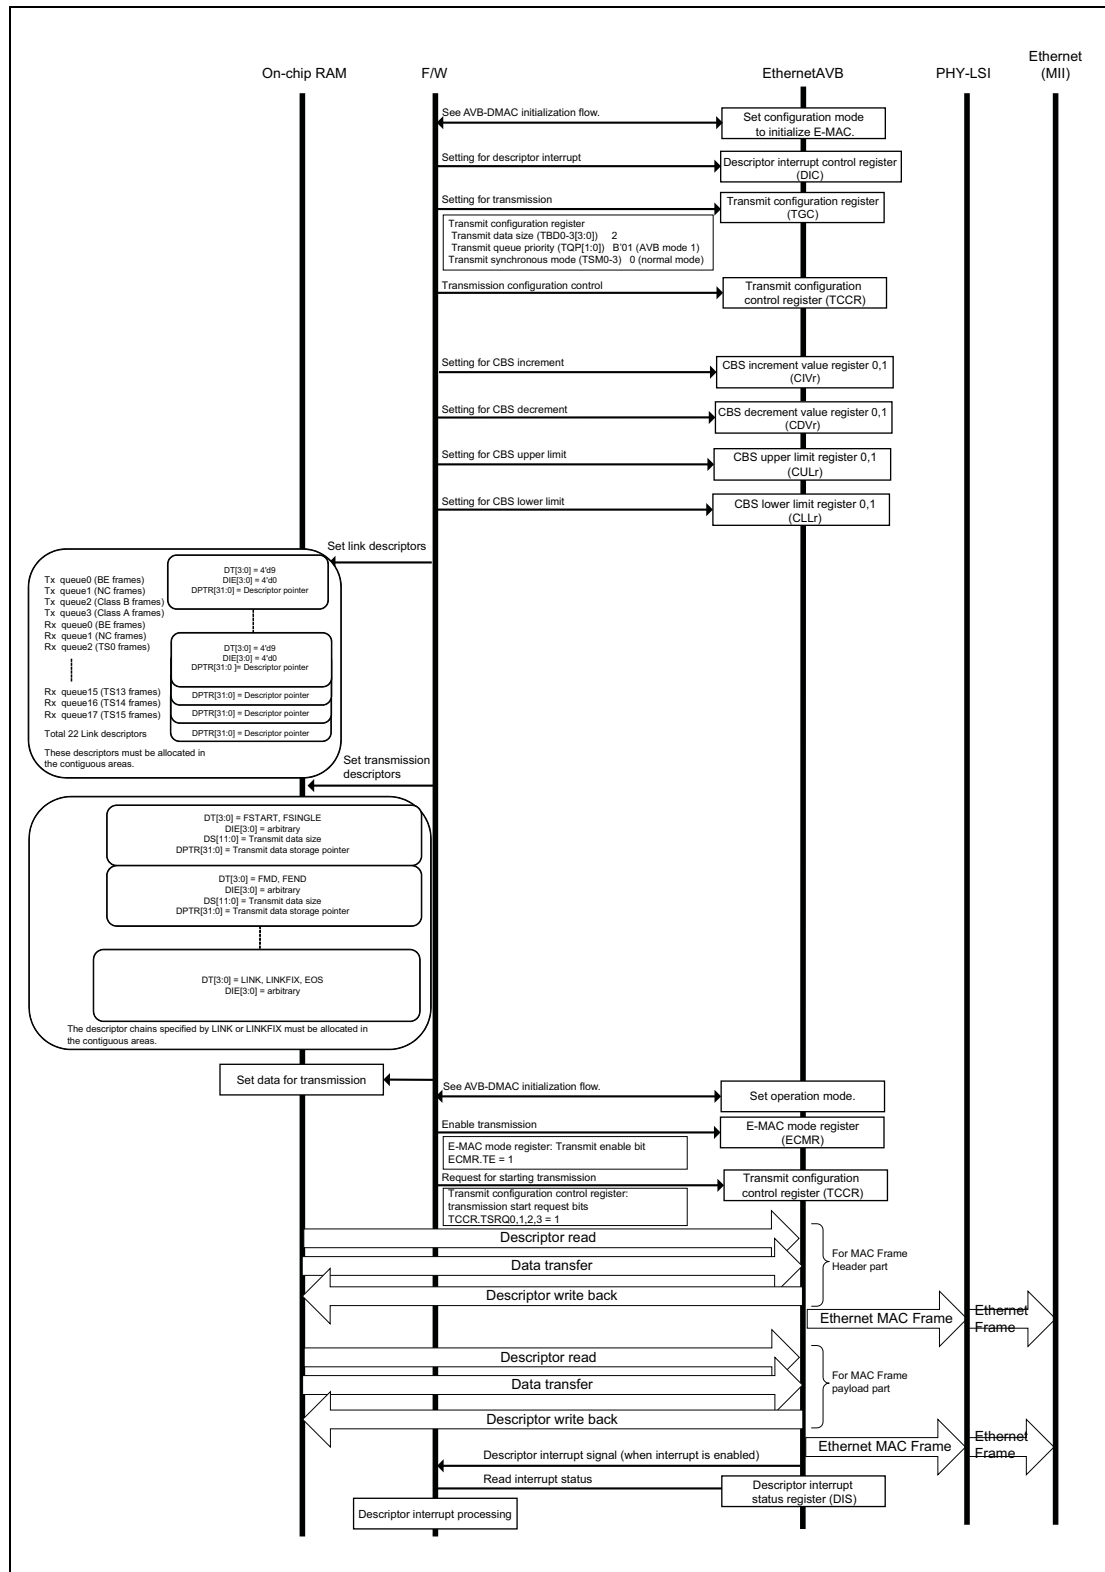 Ethernet
(MII)
On-chip RAM
F/W
EthernetAVB
PHY-LSI
See AVB-DMAC initialization flow.
Set configuration mode
to initialize E-MAC.
Setting for descriptor interrupt
Descriptor interrupt control register
(DIC)
Setting for transmission
Transmit configuration register
(TGC)
Transmit configuration register
Transmit data size (TBD0-3[3:0]) 2
Transmit queue priority (TQP[1:0]) B'01 (AVB mode 1)
Transmit synchronous mode (TSM0-3) 0 (normal mode)
Transmission configuration control
Transmit configuration
control register (TCCR)
Setting for CBS increment
CBS increment value register 0,1
(CIVr)
Setting for CBS decrement
CBS decrement value register 0,1
(CDVr)
Setting for CBS upper limit
CBS upper limit register 0,1
(CULr)
Setting for CBS lower limit
CBS lower limit register 0,1
(CLLr)
Set link descriptors
Tx queue0 (BE frames)
Tx queue1 (NC frames)
Tx queue2 (Class B frames)
Tx queue3 (Class A frames)
Rx queue0 (BE frames)
Rx queue1 (NC frames)
Rx queue2 (TS0 frames)
Rx queue15 (TS13 frames)
Rx queue16 (TS14 frames)
Rx queue17 (TS15 frames)
Total 22 Link descriptors
These descriptors must be allocated in
the contiguous areas.
DT[3:0] = 4'd9
DIE[3:0] = 4'd0
DPTR[31:0] = Descriptor pointer
DT[3:0] = 4'd9
DIE[3:0] = 4'd0
DPTR[31:0 ]= Descriptor pointer
DPTR[31:0] = Descriptor pointer
DPTR[31:0] = Descriptor pointer
DPTR[31:0] = Descriptor pointer
Set transmission
descriptors
DT[3:0] = FSTART, FSINGLE
DIE[3:0] = arbitrary
DS[11:0] = Transmit data size
DPTR[31:0] = Transmit data storage pointer
DT[3:0] = FMD, FEND
DIE[3:0] = arbitrary
DS[11:0] = Transmit data size
DPTR[31:0] = Transmit data storage pointer
DT[3:0] = LINK, LINKFIX, EOS
DIE[3:0] = arbitrary
The descriptor chains specified by LINK or LINKFIX must be allocated in
the contiguous areas.
Set data for transmission
See AVB-DMAC initialization flow.
Set operation mode.
Enable transmission
E-MAC mode register
(ECMR)
E-MAC mode register: Transmit enable bit
ECMR.TE = 1
Request for starting transmission
Transmit configuration
control register (TCCR)
Transmit configuration control register:
transmission start request bits
TCCR.TSRQ0,1,2,3 = 1
Descriptor read
Data transfer
Descriptor write back
For MAC Frame
Header part
Ethernet MAC Frame
Ethernet
Frame
Descriptor read
Data transfer
Descriptor write back
For MAC Frame
payload part
Ethernet MAC Frame
Ethernet
Frame
Descriptor interrupt signal (when interrupt is enabled)
Read interrupt status
Descriptor interrupt
status register (DIS)
Descriptor interrupt processing